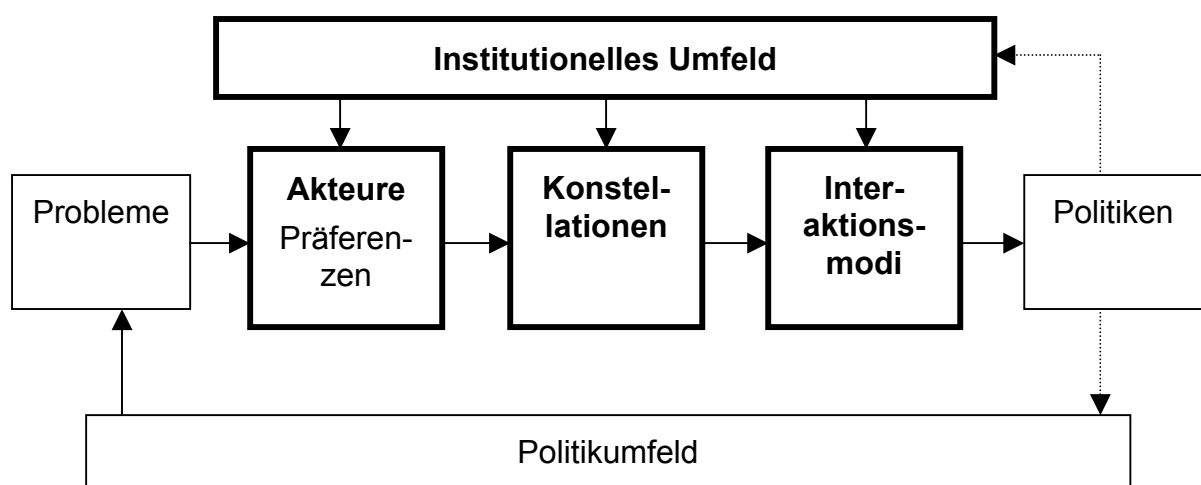 Institutionelles Umfeld
Probleme
Akteure
Präferen-
zen
Konstel-
lationen
Inter-
aktions-
modi
Politiken
Politikumfeld